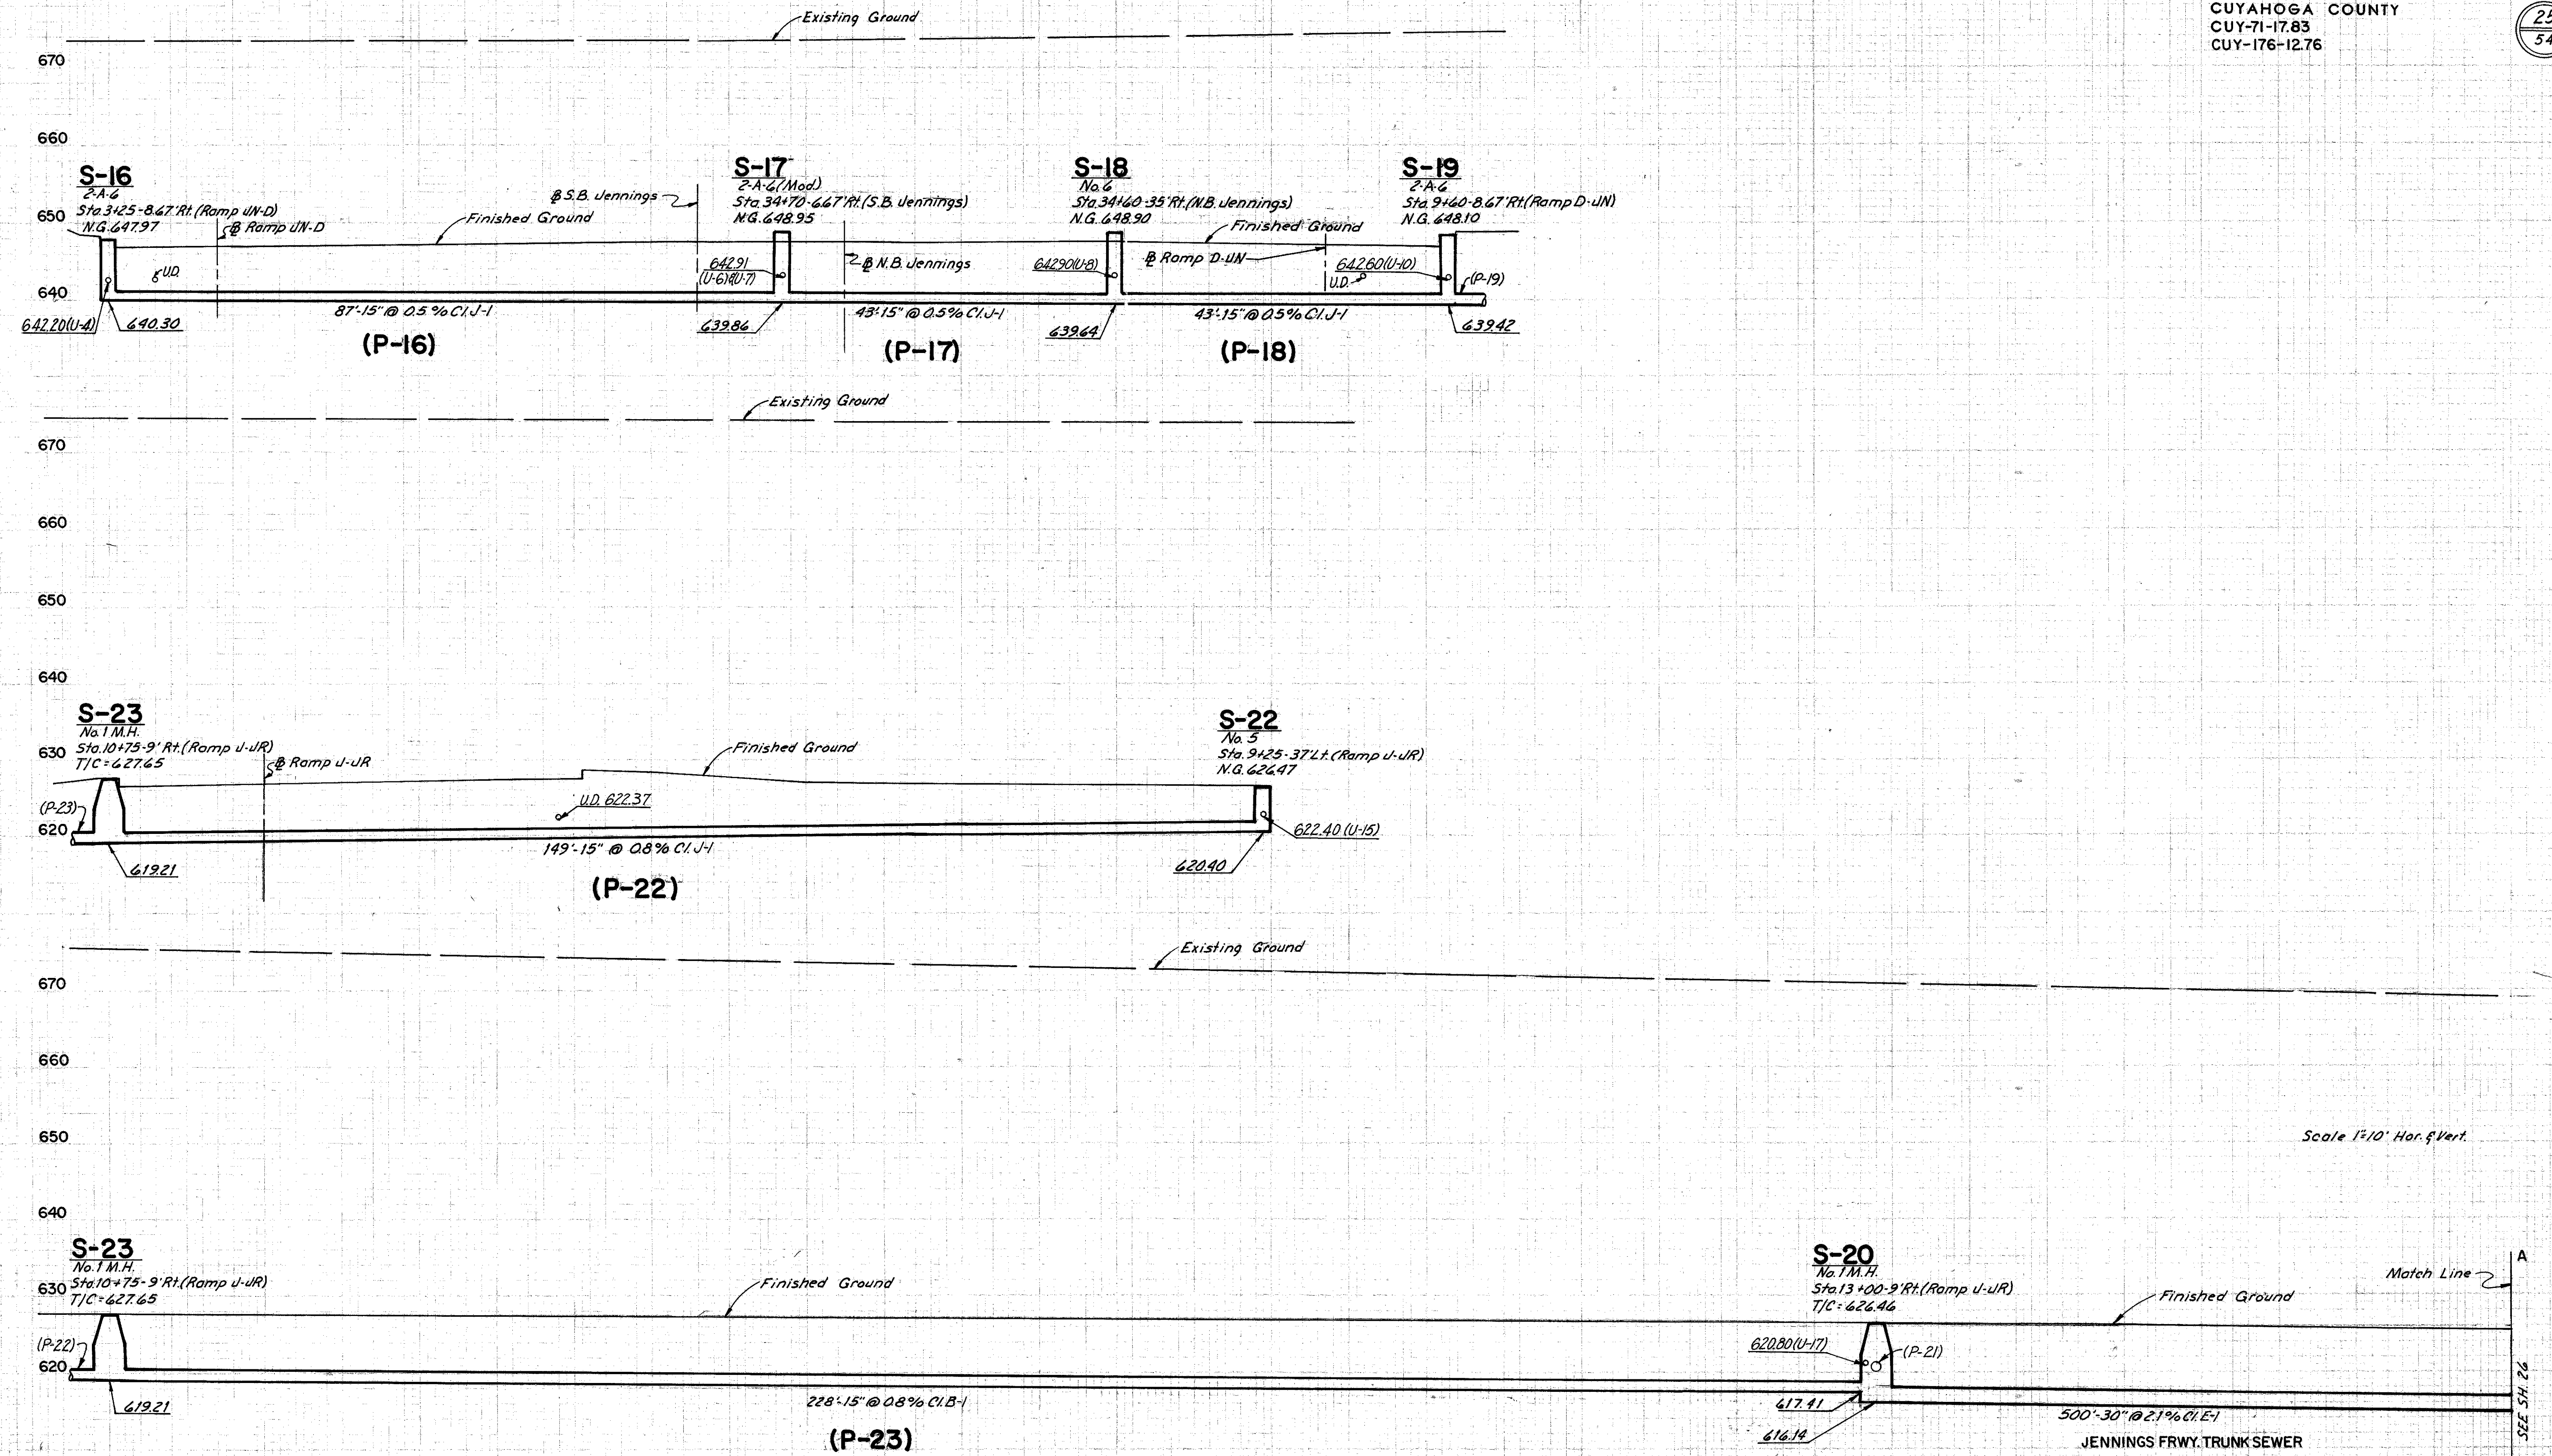 CUYAHOGA COUNTY
CUY-71-17.83
CUY-176-12.76
Existing Ground
670
660
650
640
S-16
2-A-6
Sta. 3+25-8.67' Rt. (Ramp JN-D)
N.G. 647.97
℄ Ramp JN-D
Finished Ground
℄ S.B. Jennings
S-17
2-A-6 (Mod)
Sta. 34+70-6.67' Rt. (S.B. Jennings)
N.G. 648.95
℄ N.B. Jennings
S-18
No. 6
Sta. 34+60-35' Rt. (N.B. Jennings)
N.G. 648.90
Finished Ground
℄ Ramp D-JN
S-19
2-A-6
Sta. 9+60-8.67' Rt. (Ramp D-JN)
N.G. 648.10
U.D.
642.91
(U-6)&(U-7)
642.90 (U-8)
U.D.
642.60 (U-10)
(P-19)
642.20 (U-4)
640.30
87'-15" @ 0.5% Cl. J-1
(P-16)
639.86
43'-15" @ 0.5% Cl. J-1
(P-17)
639.64
43'-15" @ 0.5% Cl. J-1
(P-18)
639.42
Existing Ground
670
660
650
640
630
620
S-23
No. 1 M.H.
Sta. 10+75-9' Rt. (Ramp J-JR)
T/C = 627.65
℄ Ramp J-JR
Finished Ground
S-22
No. 5
Sta. 9+25-37' Lt. (Ramp J-JR)
N.G. 626.47
(P-23)
U.D. 622.37
622.40 (U-15)
619.21
149'-15" @ 0.8% Cl. J-1
(P-22)
620.40
Existing Ground
670
660
650
Scale 1"=10' Hor. & Vert.
640
630
620
S-23
No. 1 M.H.
Sta. 10+75-9' Rt. (Ramp J-JR)
T/C = 627.65
Finished Ground
S-20
No. 1 M.H.
Sta. 13+00-9' Rt. (Ramp J-JR)
T/C = 626.46
Match Line
A
Finished Ground
(P-22)
620.80 (U-17)
(P-21)
619.21
228'-15" @ 0.8% Cl. B-1
(P-23)
617.41
616.14
500'-30" @ 2.1% Cl. E-1
JENNINGS FRWY. TRUNK SEWER
SEE SH. 26